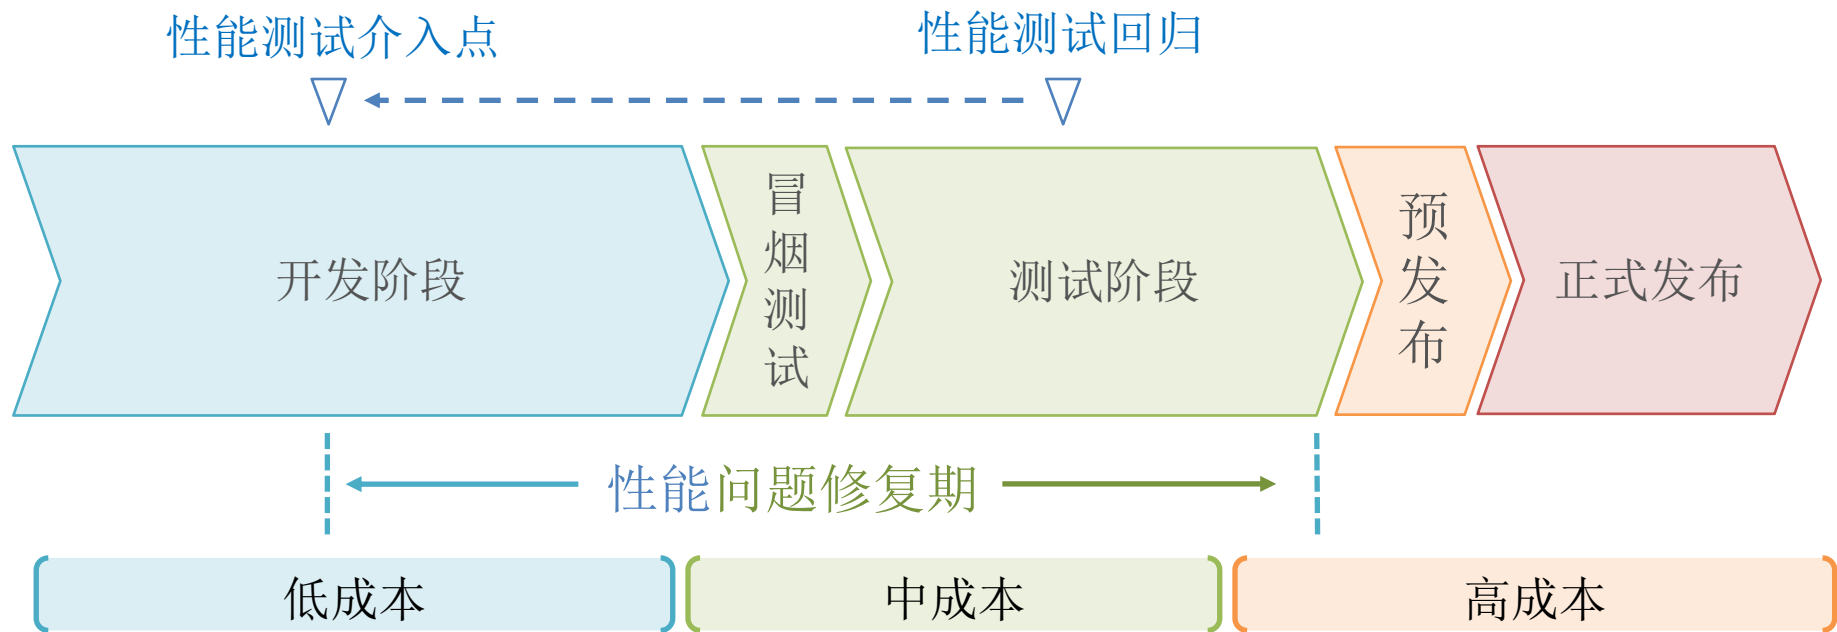 性能测试介入点
性能测试回归
开发阶段
冒烟测试
测试阶段
预发布
正式发布
性能问题修复期
低成本
中成本
高成本